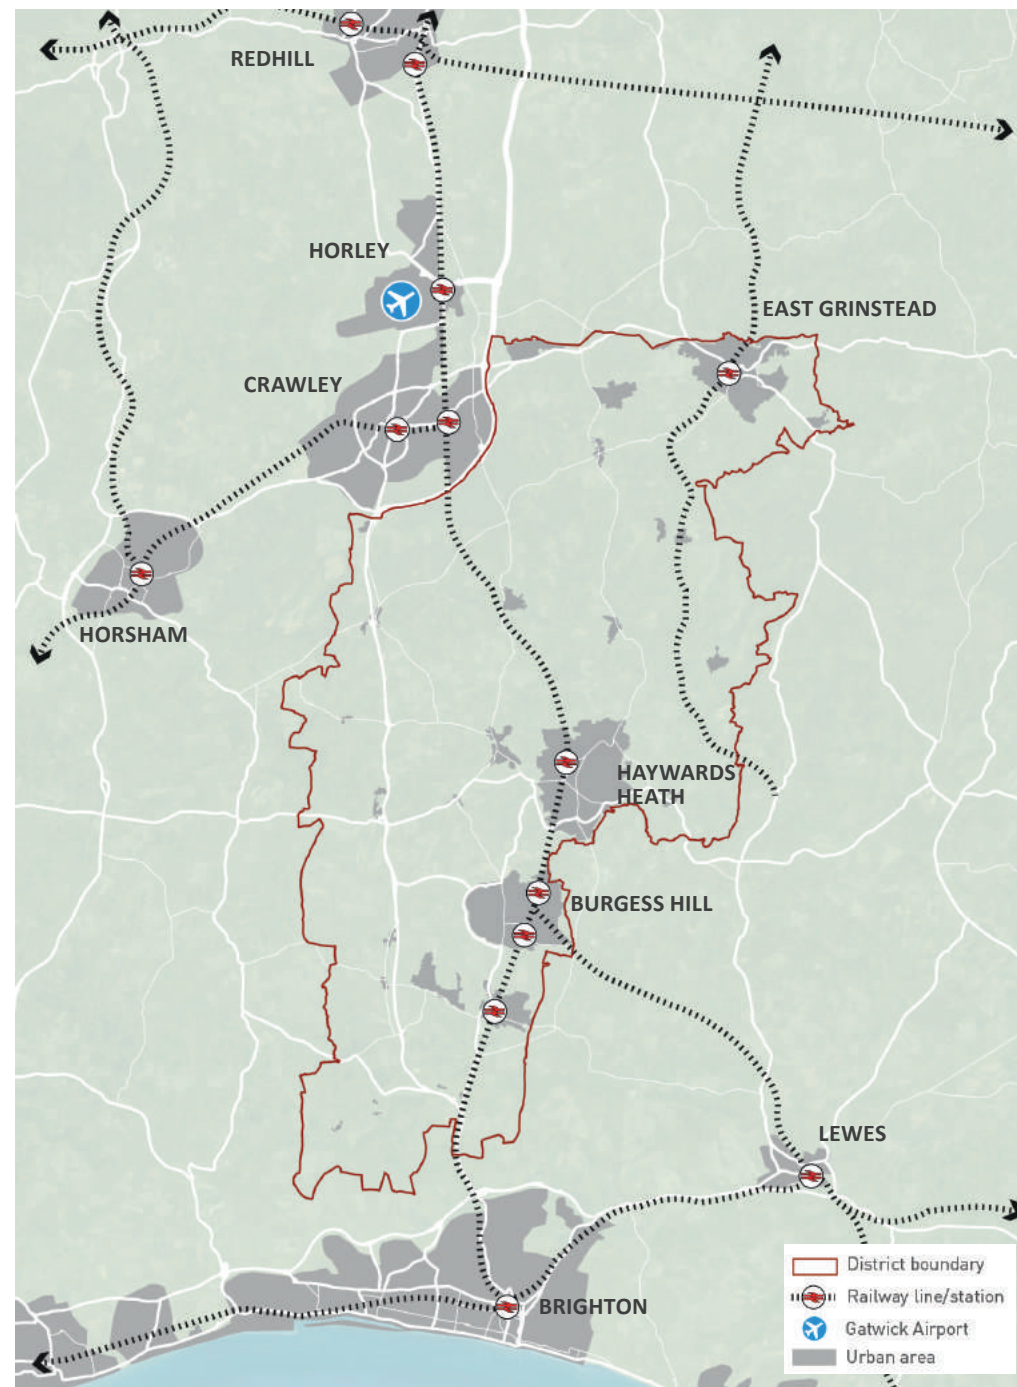 REDHILL
HORLEY
EAST GRINSTEAD
CRAWLEY
HORSHAM
HAYWARDS
HEATH
BURGESS HILL
LEWES
BRIGHTON
District boundary
Railway line/station
Gatwick Airport
Urban area